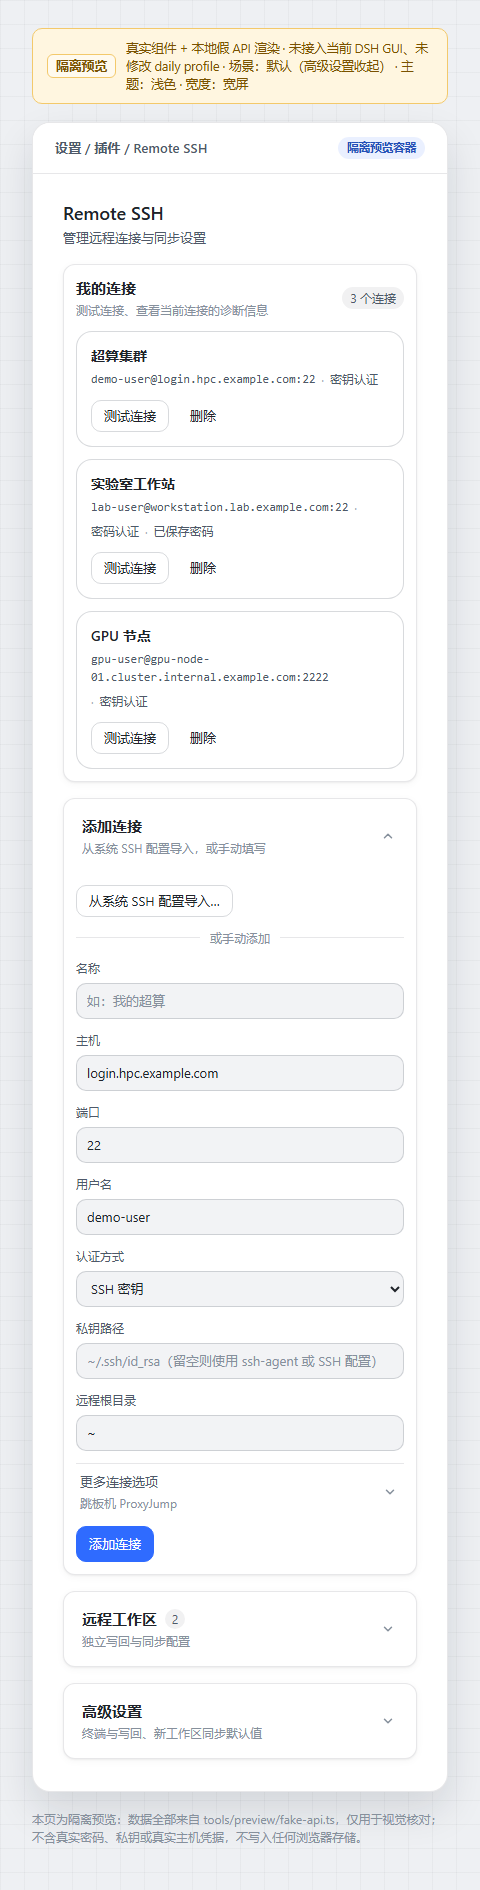 隔离预览
真实组件 + 本地假 API 渲染 · 未接入当前 DSH GUI、未
修改 daily profile · 场景：默认（高级设置收起） · 主
题：浅色 · 宽度：宽屏
设置 / 插件 / Remote SSH
隔离预览容器
Remote SSH
管理远程连接与同步设置
我的连接
测试连接、查看当前连接的诊断信息
3 个连接
超算集群
demo-user@login.hpc.example.com:22 · 密钥认证
测试连接 删除
实验室工作站
lab-user@workstation.lab.example.com:22 ·
密码认证 · 已保存密码
测试连接 删除
GPU 节点
gpu-user@gpu-node-
01.cluster.internal.example.com:2222
· 密钥认证
测试连接 删除
添加连接
从系统 SSH 配置导入，或手动填写
从系统 SSH 配置导入...
或手动添加
名称
如：我的超算
主机
login.hpc.example.com
端口
22
用户名
demo-user
认证方式
SSH 密钥
私钥路径
~/.ssh/id_rsa（留空则使用 ssh-agent 或 SSH 配置）
远程根目录
~
更多连接选项
跳板机 ProxyJump
添加连接
远程工作区 2
独立写回与同步配置
高级设置
终端与写回、新工作区同步默认值
本页为隔离预览：数据全部来自 tools/preview/fake-api.ts，仅用于视觉核对；
不含真实密码、私钥或真实主机凭据，不写入任何浏览器存储。